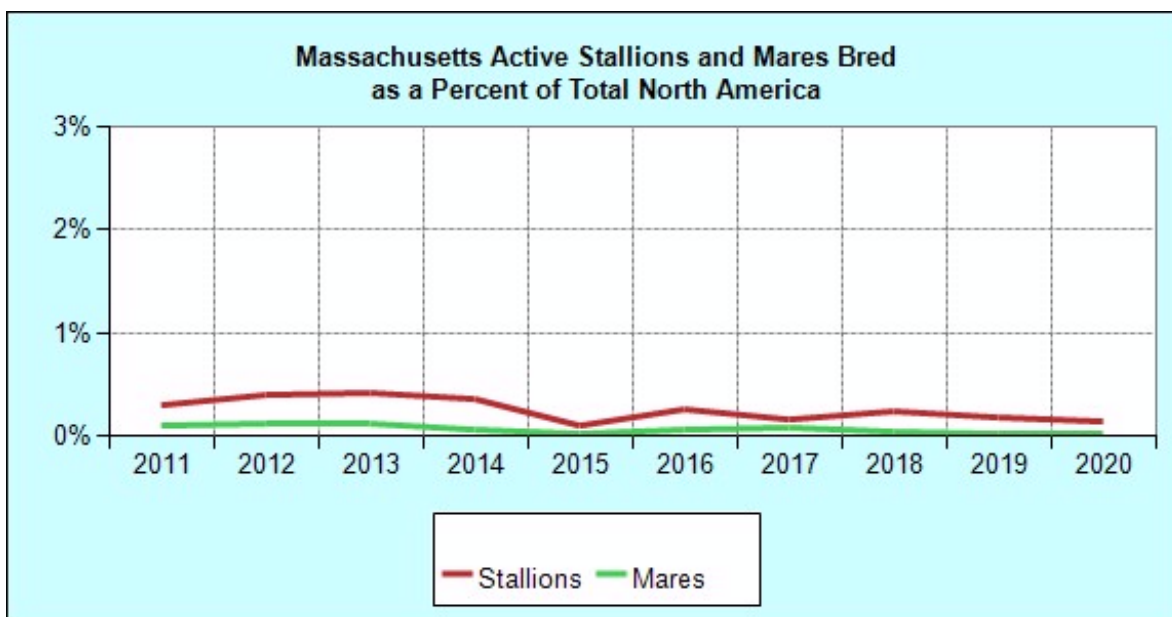 Massachusetts Active Stallions and Mares Bred
as a Percent of Total North America
3%
2%
1%
0%
2011 2012 2013 2014 2015 2016 2017 2018 2019 2020
Stallions Mares